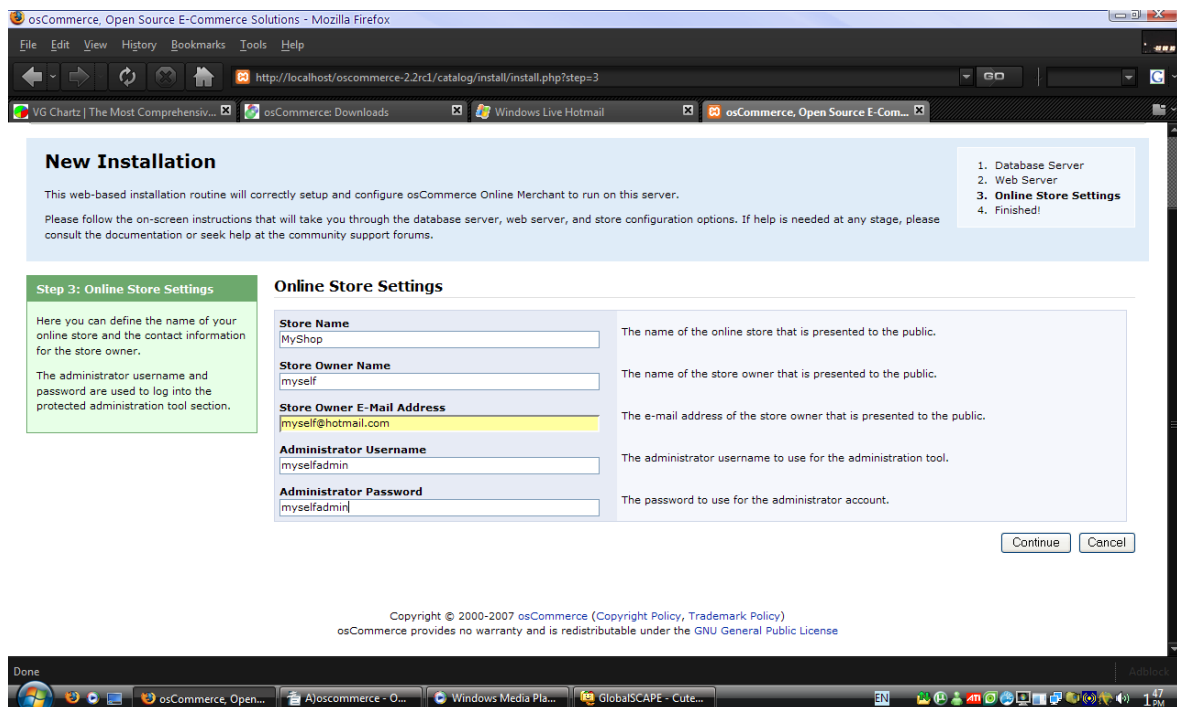 osCommerce, Open Source E-Commerce Solutions - Mozilla Firefox
File Edit View History Bookmarks Tools Help
http://localhost/oscommerce-2.2rc1/catalog/install/install.php?step=3
GO
G
VG Chartz | The Most Comprehensiv...
osCommerce: Downloads
Windows Live Hotmail
osCommerce, Open Source E-Com...
New Installation
This web-based installation routine will correctly setup and configure osCommerce Online Merchant to run on this server.
Please follow the on-screen instructions that will take you through the database server, web server, and store configuration options. If help is needed at any stage, please
consult the documentation or seek help at the community support forums.
1. Database Server
2. Web Server
3. Online Store Settings
4. Finished!
Step 3: Online Store Settings
Here you can define the name of your
online store and the contact information
for the store owner.
The administrator username and
password are used to log into the
protected administration tool section.
Online Store Settings
Store Name
MyShop
The name of the online store that is presented to the public.
Store Owner Name
myself
The name of the store owner that is presented to the public.
Store Owner E-Mail Address
myself@hotmail.com
The e-mail address of the store owner that is presented to the public.
Administrator Username
myselfadmin
The administrator username to use for the administration tool.
Administrator Password
myselfadmin
The password to use for the administrator account.
Continue
Cancel
Copyright © 2000-2007 osCommerce (Copyright Policy, Trademark Policy)
osCommerce provides no warranty and is redistributable under the GNU General Public License
Done
Adblock
osCommerce, Open...
A)oscommerce - O...
Windows Media Pla...
GlobalSCAPE - Cute...
EN
ATI
1 47 PM